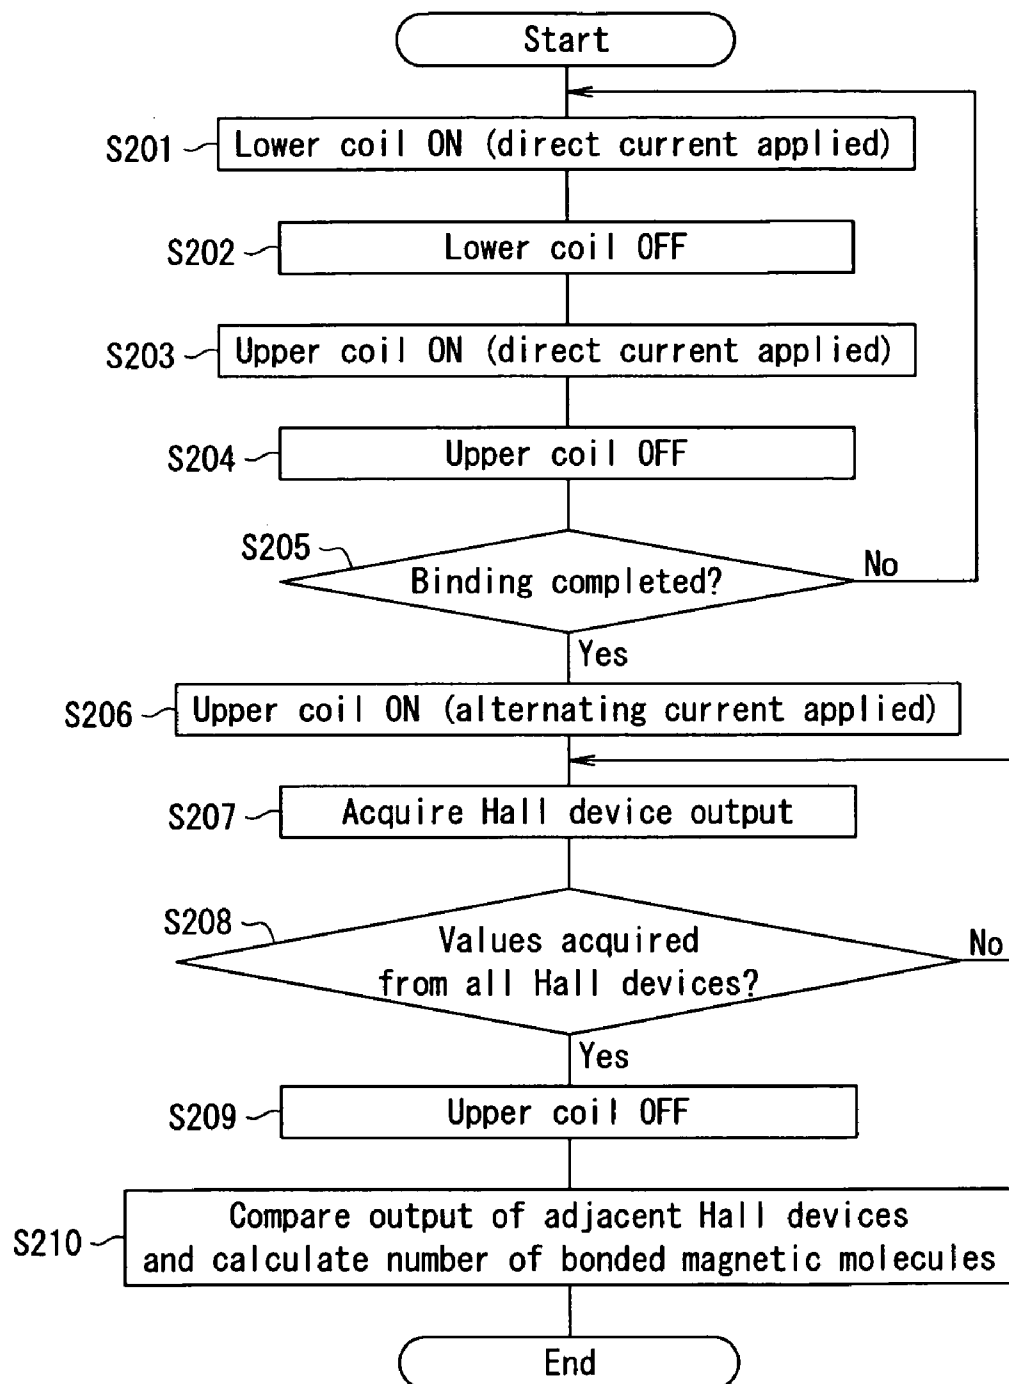 Start
S201
Lower coil ON (direct current applied)
S202
Lower coil OFF
S203
Upper coil ON (direct current applied)
S204
Upper coil OFF
S205
Binding completed?
No
Yes
S206
Upper coil ON (alternating current applied)
S207
Acquire Hall device output
S208
Values acquired
from all Hall devices?
No
Yes
S209
Upper coil OFF
S210
Compare output of adjacent Hall devices
and calculate number of bonded magnetic molecules
End